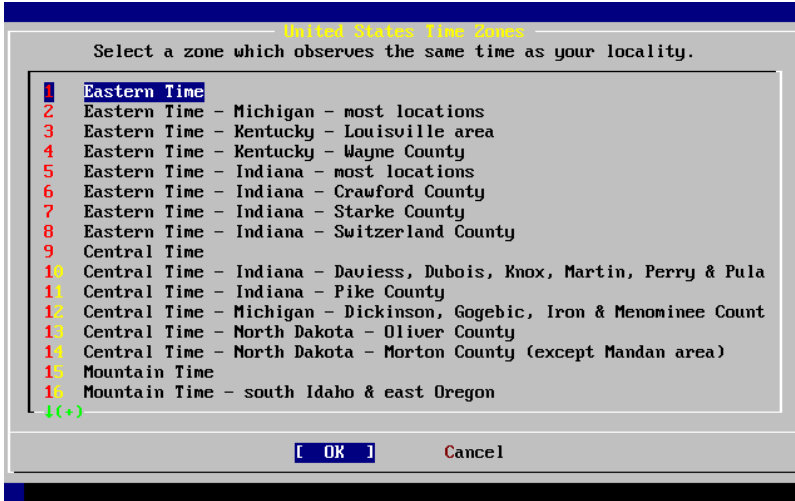 United States Time Zones
Select a zone which observes the same time as your locality.
1 Eastern Time
2 Eastern Time - Michigan - most locations
3 Eastern Time - Kentucky - Louisville area
4 Eastern Time - Kentucky - Wayne County
5 Eastern Time - Indiana - most locations
6 Eastern Time - Indiana - Crawford County
7 Eastern Time - Indiana - Starke County
8 Eastern Time - Indiana - Switzerland County
9 Central Time
10 Central Time - Indiana - Daviess, Dubois, Knox, Martin, Perry & Pula
11 Central Time - Indiana - Pike County
12 Central Time - Michigan - Dickinson, Gogebic, Iron & Menominee Count
13 Central Time - North Dakota - Oliver County
14 Central Time - North Dakota - Morton County (except Mandan area)
15 Mountain Time
16 Mountain Time - south Idaho & east Oregon
↓(+)
[ OK ] Cancel